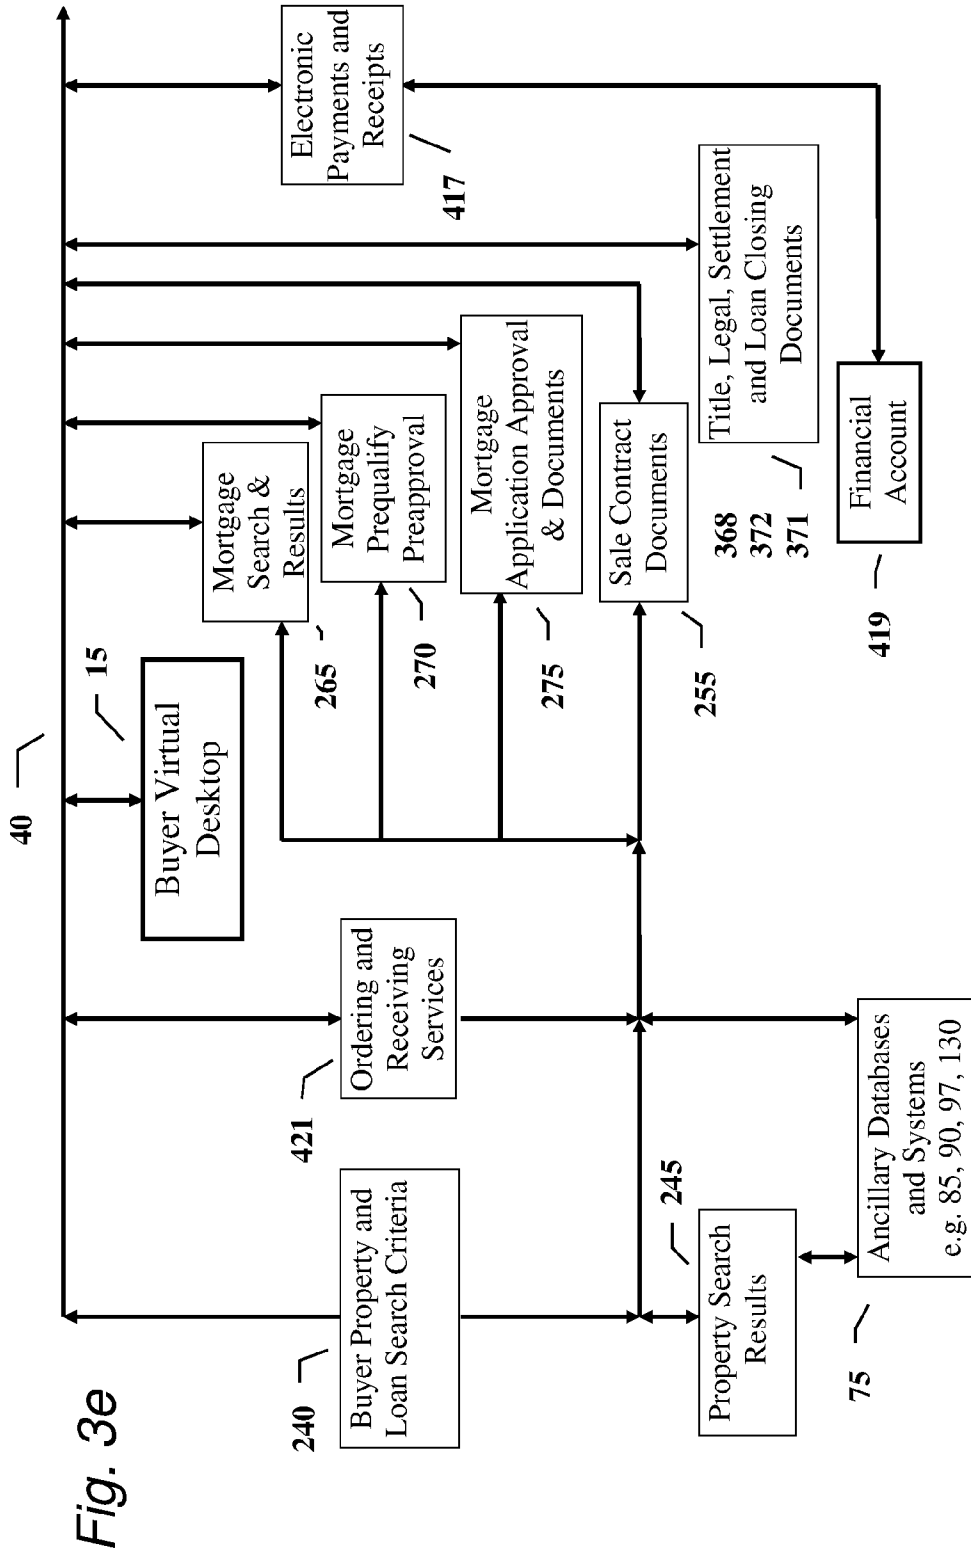 Fig. 3e
40
15
Buyer Virtual
Desktop
240
Buyer Property and
Loan Search Criteria
421
Ordering and
Receiving
Services
Mortgage
Search &
Results
265
Mortgage
Prequalify
Preapproval
270
Mortgage
Application Approval
& Documents
275
Sale Contract
Documents
255
Electronic
Payments and
Receipts
417
245
Property Search
Results
75
Ancillary Databases
and Systems
e.g. 85, 90, 97, 130
Title, Legal, Settlement
and Loan Closing
Documents
368
372
371
Financial
Account
419